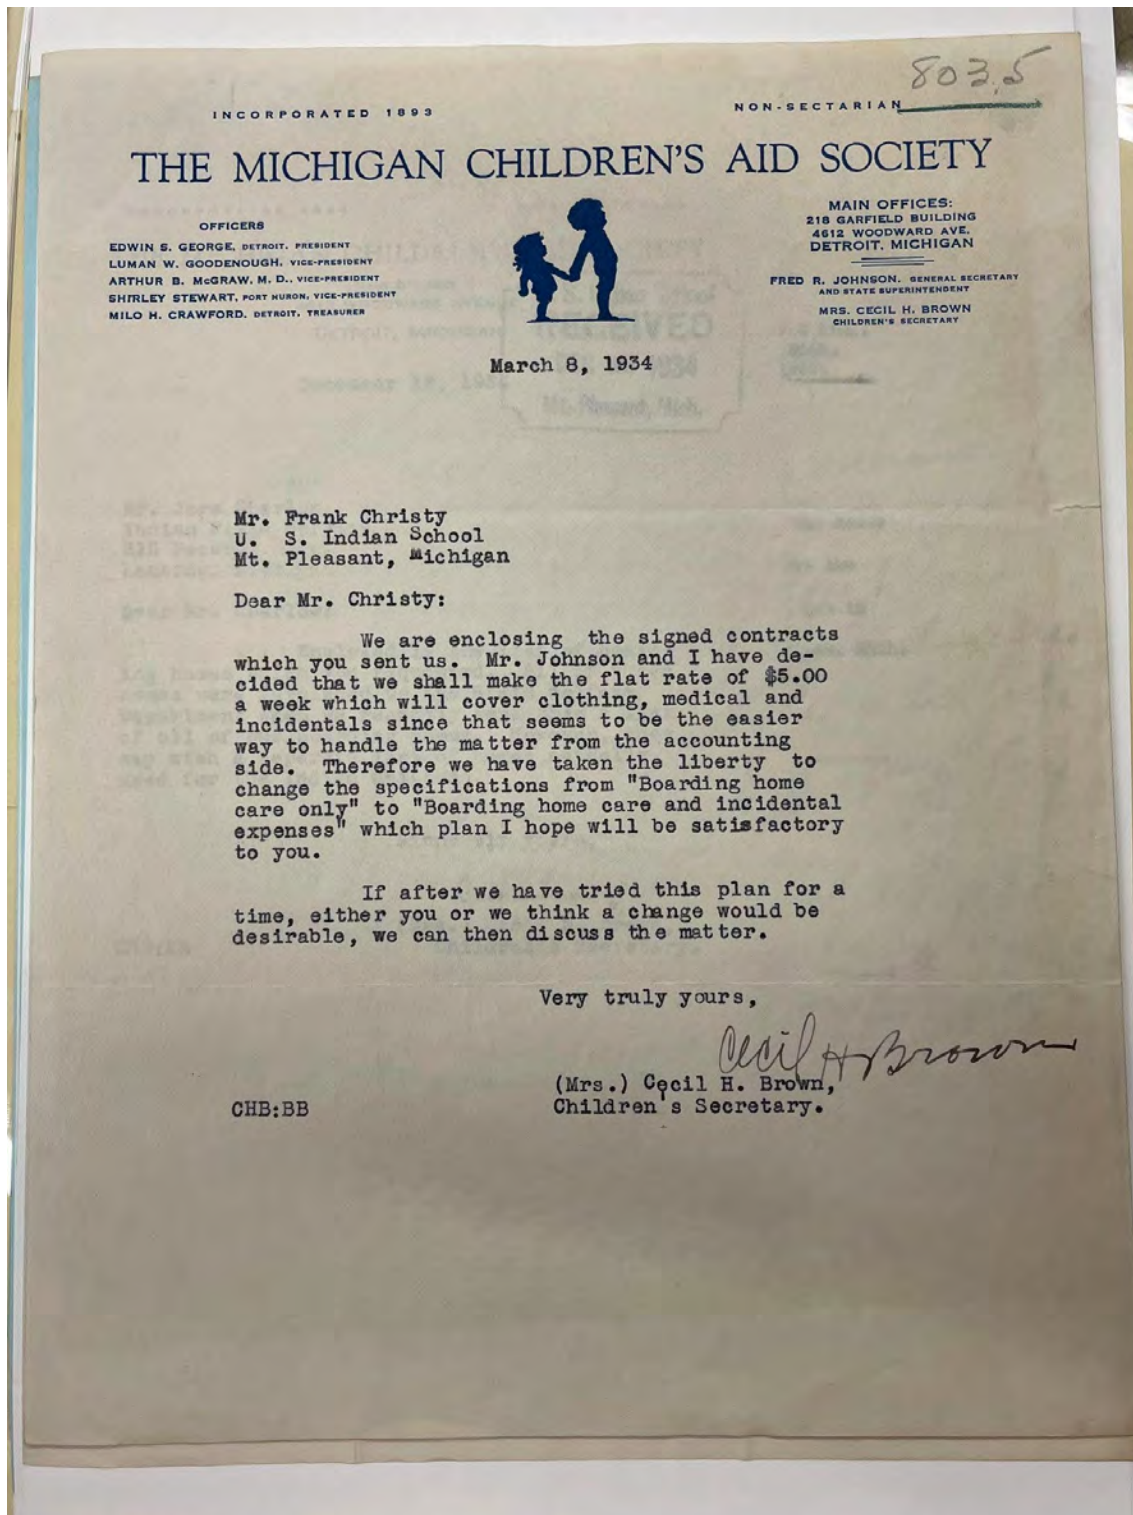 803.5
INCORPORATED 1893
NON-SECTARIAN
THE MICHIGAN CHILDREN'S AID SOCIETY
OFFICERS
EDWIN S. GEORGE, DETROIT, PRESIDENT
LUMAN W. GOODENOUGH, VICE-PRESIDENT
ARTHUR B. McGRAW, M. D., VICE-PRESIDENT
SHIRLEY STEWART, PORT HURON, VICE-PRESIDENT
MILO H. CRAWFORD, DETROIT, TREASURER
MAIN OFFICES:
218 GARFIELD BUILDING
4612 WOODWARD AVE.
DETROIT, MICHIGAN
FRED R. JOHNSON, GENERAL SECRETARY
AND STATE SUPERINTENDENT
MRS. CECIL H. BROWN
CHILDREN'S SECRETARY
March 8, 1934
Mr. Frank Christy
U. S. Indian School
Mt. Pleasant, Michigan
Dear Mr. Christy:
We are enclosing the signed contracts
which you sent us. Mr. Johnson and I have de-
cided that we shall make the flat rate of $5.00
a week which will cover clothing, medical and
incidentals since that seems to be the easier
way to handle the matter from the accounting
side. Therefore we have taken the liberty to
change the specifications from "Boarding home
care only" to "Boarding home care and incidental
expenses" which plan I hope will be satisfactory
to you.
If after we have tried this plan for a
time, either you or we think a change would be
desirable, we can then discuss the matter.
Very truly yours,
Cecil H Brown
(Mrs.) Cecil H. Brown,
Children's Secretary.
CHB:BB